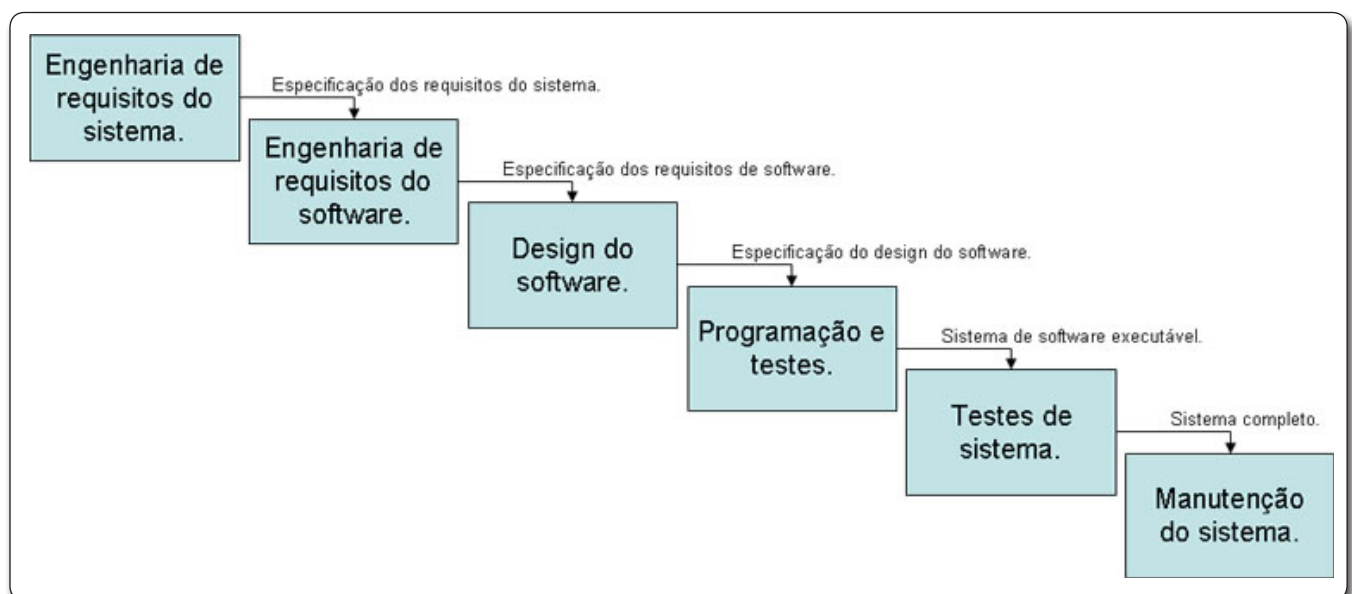 Engenharia de
requisitos do
sistema.
Especificação dos requisitos do sistema.
Engenharia de
requisitos do
software.
Especificação dos requisitos de software.
Design do
software.
Especificação do design do software.
Programação e
testes.
Sistema de software executável.
Testes de
sistema.
Sistema completo.
Manutenção
do sistema.